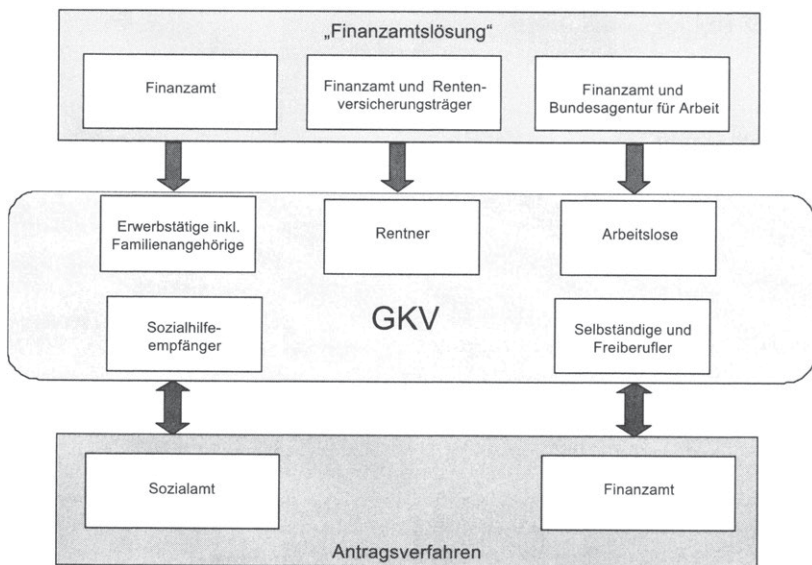 „Finanzamtslösung“
Finanzamt
Finanzamt und Renten-
versicherungsträger
Finanzamt und
Bundesagentur für Arbeit
Erwerbstätige inkl.
Familienangehörige
Rentner
Arbeitslose
GKV
Sozialhilfe-
empfänger
Selbständige und
Freiberufler
Sozialamt
Finanzamt
Antragsverfahren